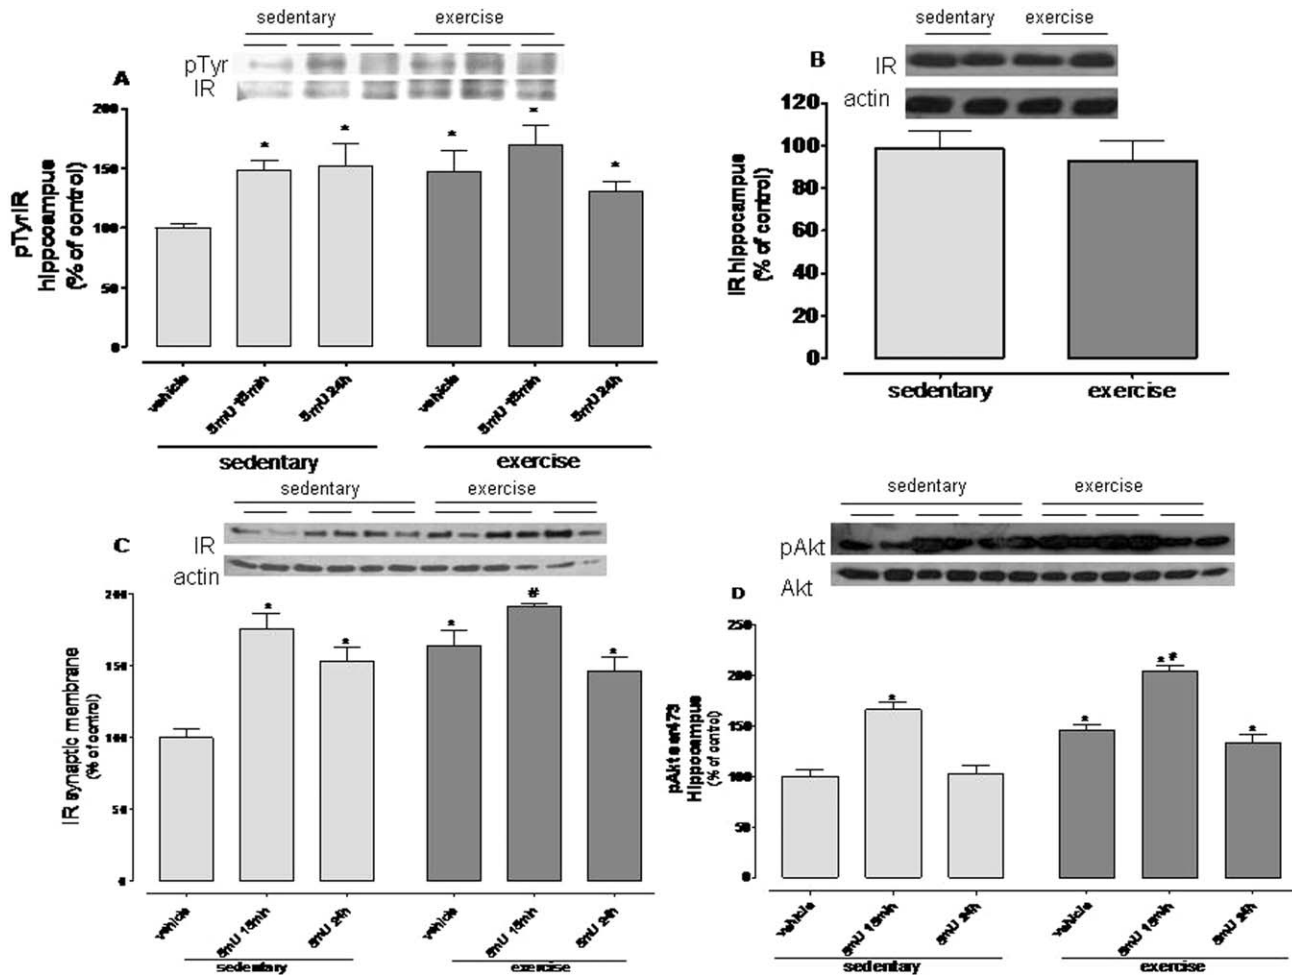 sedentary exercise
A
pTyr
IR
pTyrIR
hippocampus
(% of control)
200
150
100
50
0
* * * * *
vehicle 5mU 15min 5mU 24h vehicle 5mU 15min 5mU 24h
sedentary exercise
sedentary exercise
B
IR
actin
IR hippocampus
(% of control)
120
100
80
60
40
20
0
sedentary exercise
sedentary exercise
C
IR
actin
IR synaptic membrane
(% of control)
200
150
100
50
0
* * * # *
vehicle 5mU 15min 5mU 24h vehicle 5mU 15min 5mU 24h
sedentary exercise
sedentary exercise
pAkt
Akt
D
pAkt ser473
Hippocampus
(% of control)
250
200
150
100
50
0
* * *# *
vehicle 5mU 15min 5mU 24h vehicle 5mU 15min 5mU 24h
sedentary exercise